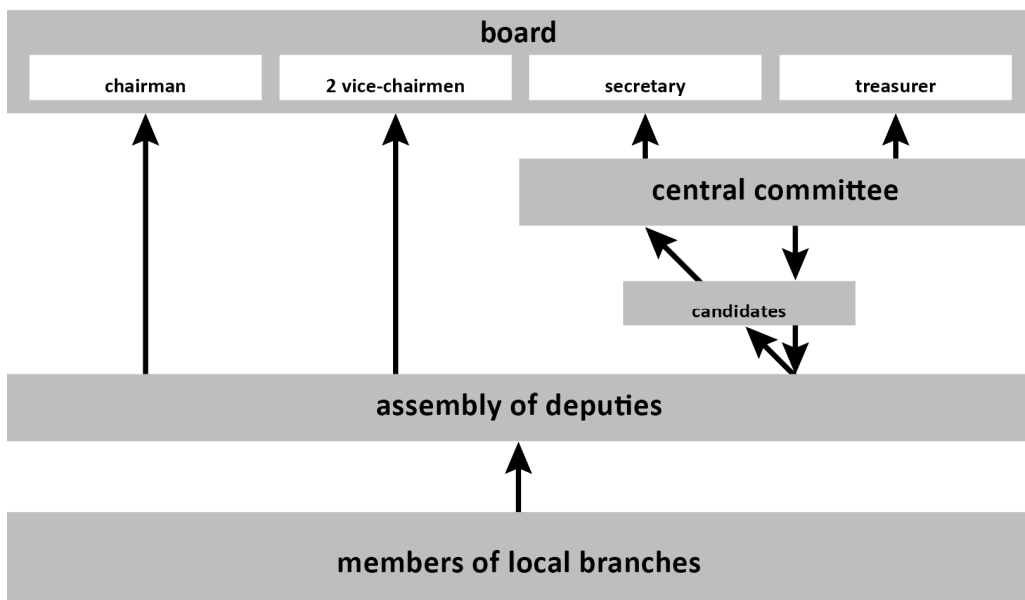 board
chairman
2 vice-chairmen
secretary
treasurer
central committee
candidates
assembly of deputies
members of local branches